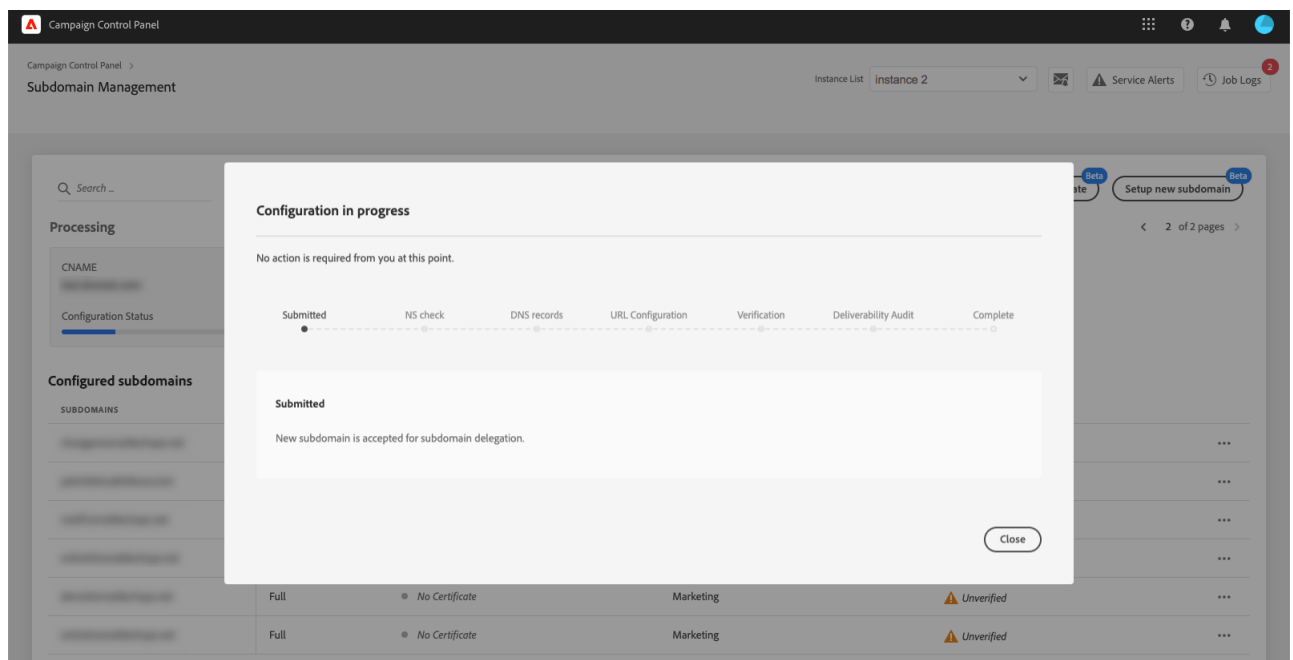 Campaign Control Panel
Campaign Control Panel >
Subdomain Management
Instance List instance 2 Service Alerts Job Logs 2
Search ...
Beta Beta
ate Setup new subdomain
Processing
< 2 of 2 pages >
CNAME
Configuration Status
Configured subdomains
SUBDOMAINS
Configuration in progress
No action is required from you at this point.
Submitted NS check DNS records URL Configuration Verification Deliverability Audit Complete
Submitted
New subdomain is accepted for subdomain delegation.
Close
Full No Certificate Marketing Unverified
Full No Certificate Marketing Unverified